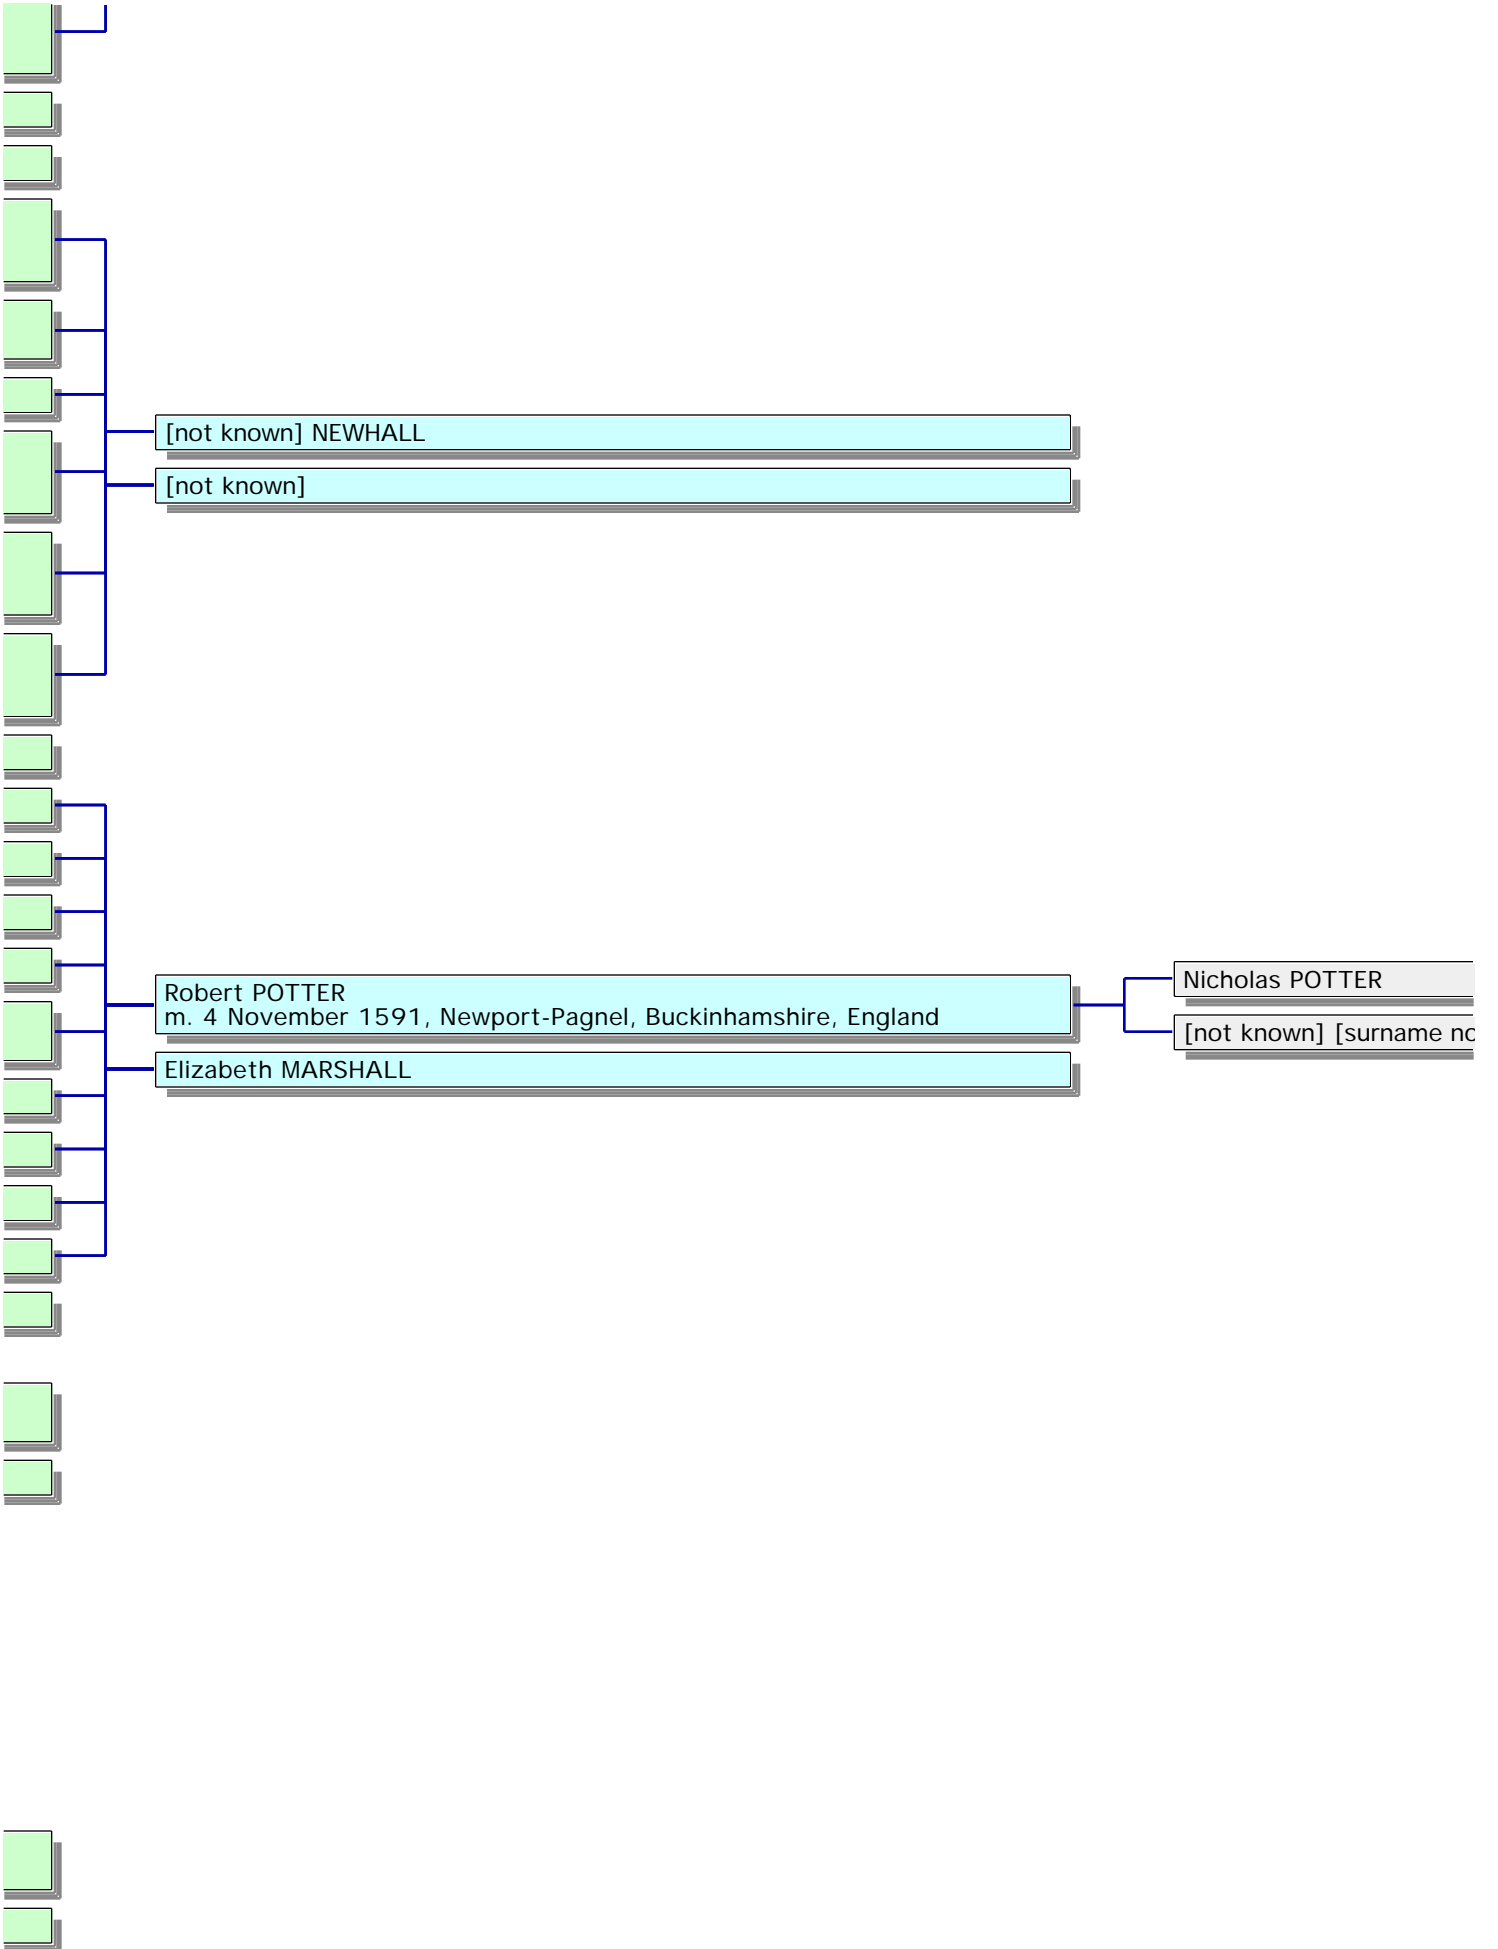 [not known] NEWHALL
[not known]
Robert POTTER
m. 4 November 1591, Newport-Pagnel, Buckinhamshire, England
Elizabeth MARSHALL
Nicholas POTTER
[not known] [surname